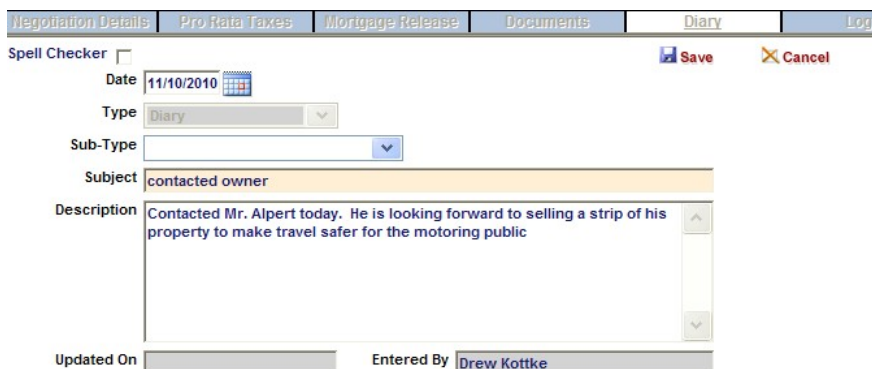 Negotiation Details Pro Rata Taxes Mortgage Release Documents Diary Log
Spell Checker Save Cancel
Date 11/10/2010
Type Diary
Sub-Type
Subject contacted owner
Description Contacted Mr. Alpert today. He is looking forward to selling a strip of his
property to make travel safer for the motoring public
Updated On Entered By Drew Kottke